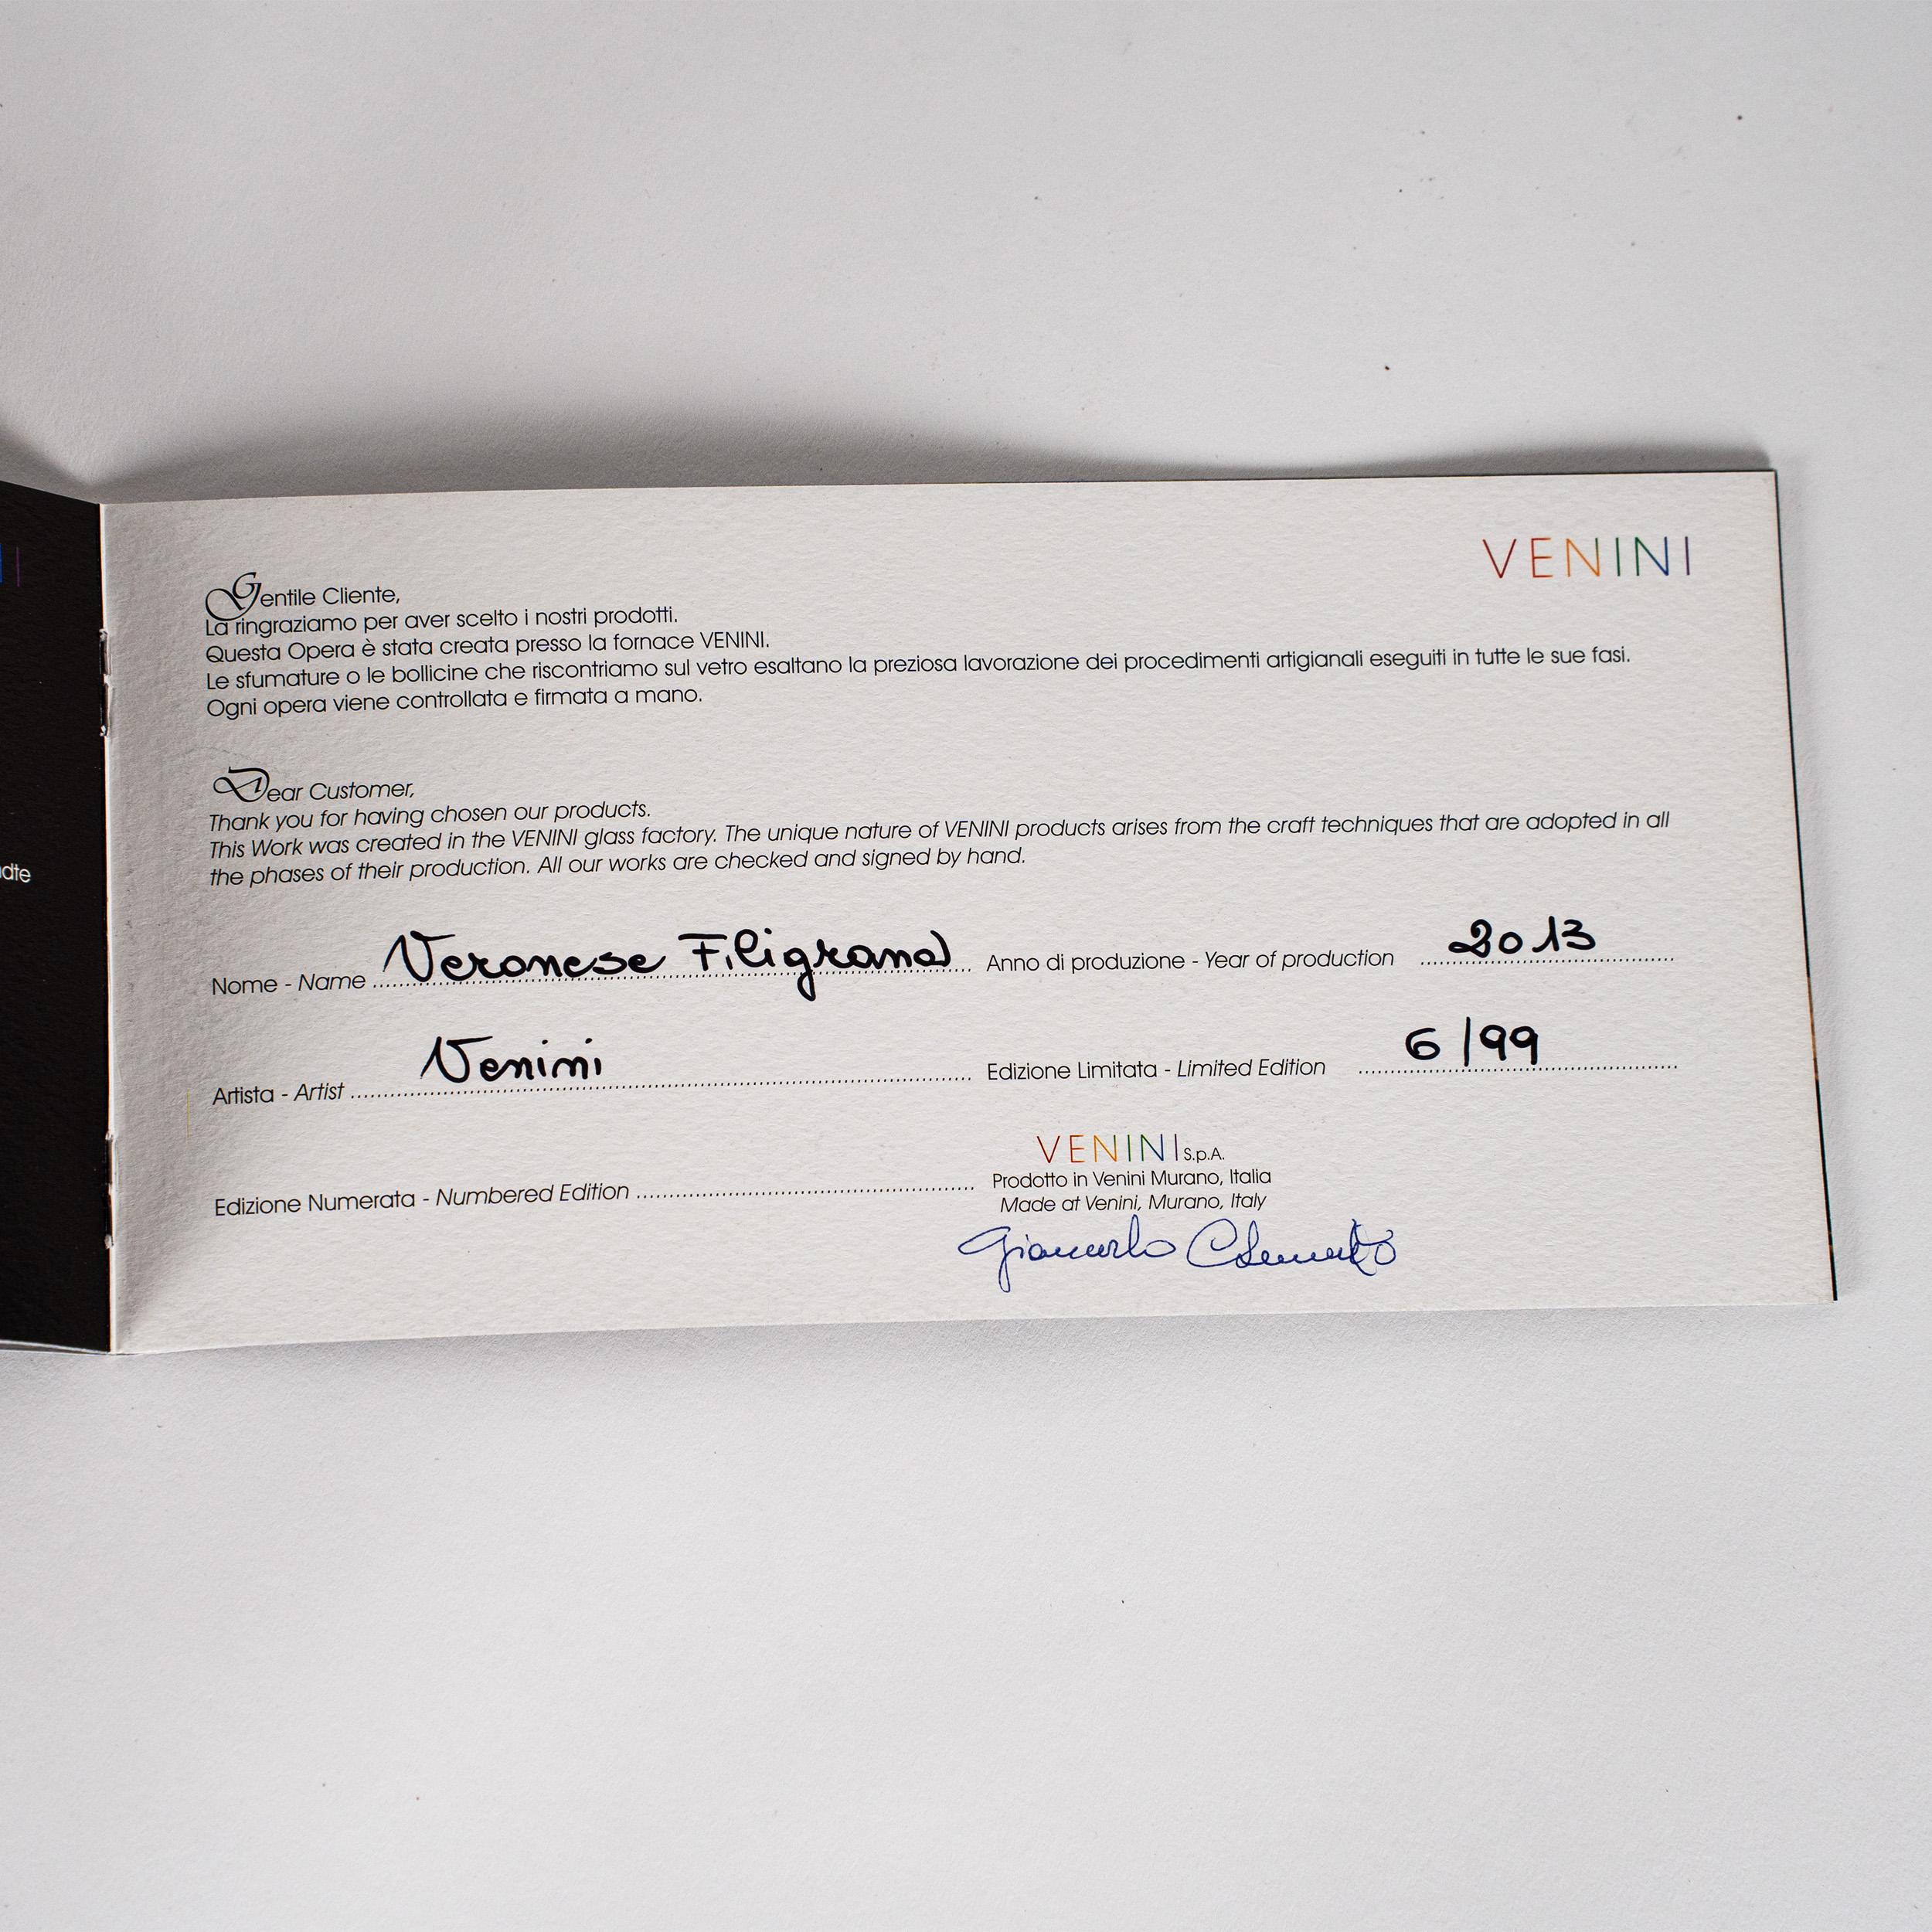 VENINI
Gentile Cliente,
La ringraziamo per aver scelto i nostri prodotti.
Questa Opera è stata creata presso la fornace VENINI.
Le sfumature o le bollicine che riscontriamo sul vetro esaltano la preziosa lavorazione dei procedimenti artigianali eseguiti in tutte le sue fasi.
Ogni opera viene controllata e firmata a mano.
Dear Customer,
Thank you for having chosen our products.
This Work was created in the VENINI glass factory. The unique nature of VENINI products arises from the craft techniques that are adopted in all
the phases of their production. All our works are checked and signed by hand.
Nome - Name Veronese Filigrana Anno di produzione - Year of production 2013
Artista - Artist Venini Edizione Limitata - Limited Edition 6/99
Edizione Numerata - Numbered Edition
VENINI S.p.A.
Prodotto in Venini Murano, Italia
Made at Venini, Murano, Italy
Giancarlo